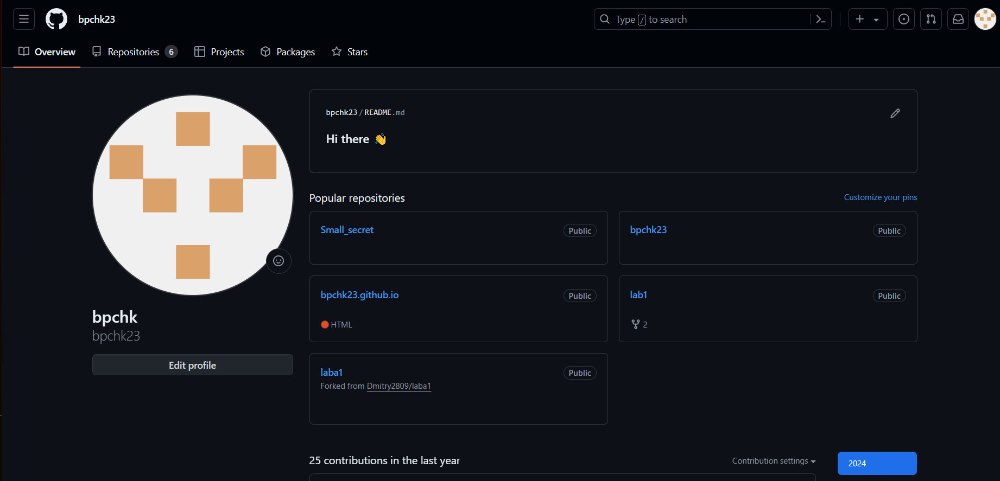 bpchk23
Type / to search
Overview
Repositories 6
Projects
Packages
Stars
bpchk23/README.md
Hi there 👋
Popular repositories
Customize your pins
Small_secret
Public
bpchk23
Public
bpchk23.github.io
Public
HTML
lab1
Public
2
laba1
Public
Forked from Dmitry2809/laba1
bpchk
bpchk23
Edit profile
25 contributions in the last year
Contribution settings
2024